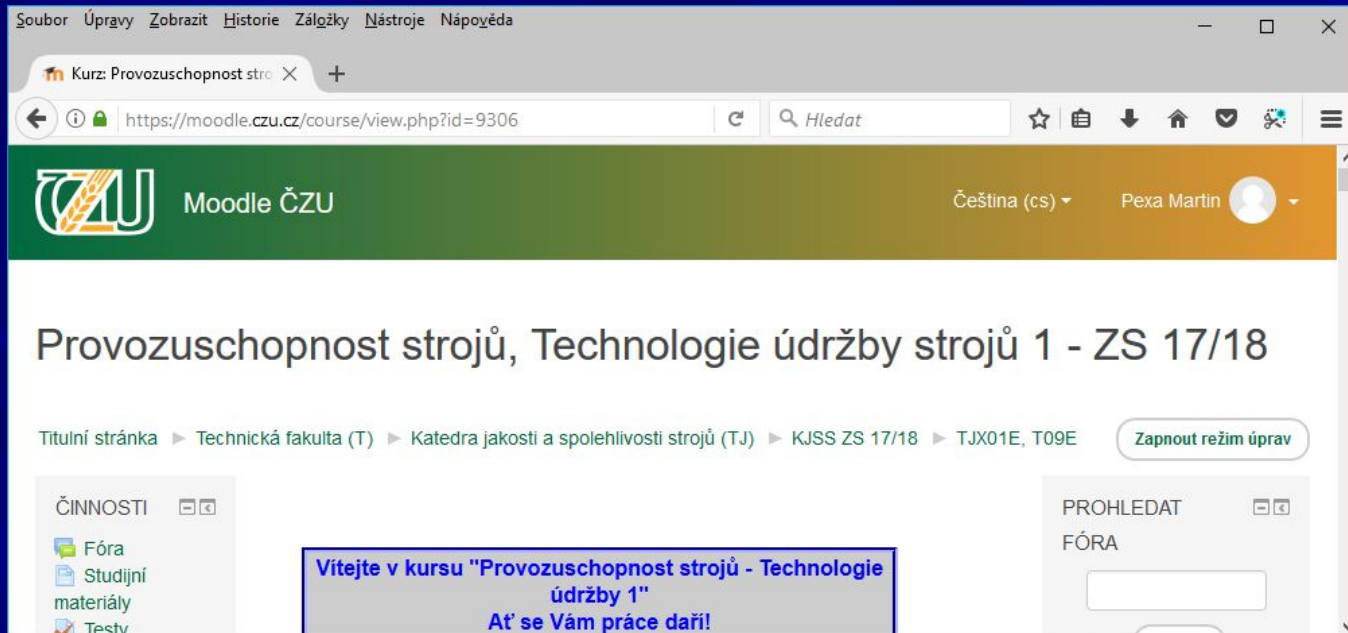 Soubor Úpravy Zobrazit Historie Záložky Nástroje Nápověda
Kurz: Provozuschopnost stro
https://moodle.czu.cz/course/view.php?id=9306
Hledat
ČZU
Moodle ČZU
Čeština (cs)
Pexa Martin
Provozuschopnost strojů, Technologie údržby strojů 1 - ZS 17/18
Titulní stránka ► Technická fakulta (T) ► Katedra jakosti a spolehlivosti strojů (TJ) ► KJSS ZS 17/18 ► TJX01E, T09E
Zapnout režim úprav
ČINNOSTI
Fóra
Studijní
materiály
Testy
Vítejte v kursu "Provozuschopnost strojů - Technologie
údržby 1"
Ať se Vám práce daří!
PROHLEDAT
FÓRA